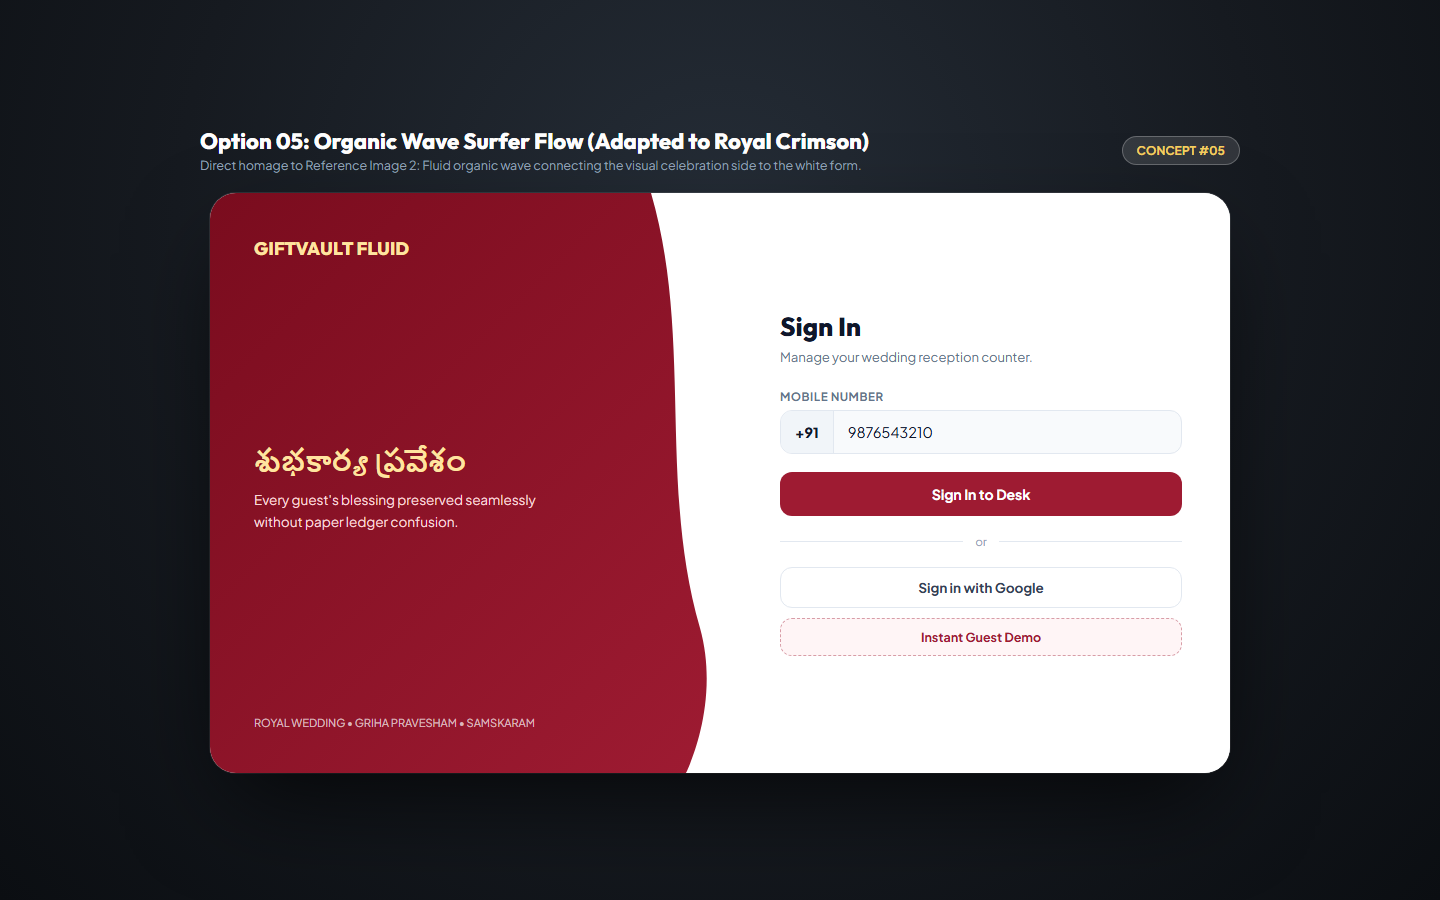 Option 05: Organic Wave Surfer Flow (Adapted to Royal Crimson)
Direct homage to Reference Image 2: Fluid organic wave connecting the visual celebration side to the white form.
CONCEPT #05
GIFTVAULT FLUID
శుభకార్య ప్రవేశం
Every guest's blessing preserved seamlessly
without paper ledger confusion.
ROYAL WEDDING • GRIHA PRAVESHAM • SAMSKARAM
Sign In
Manage your wedding reception counter.
MOBILE NUMBER
+91 9876543210
Sign In to Desk
or
Sign in with Google
Instant Guest Demo